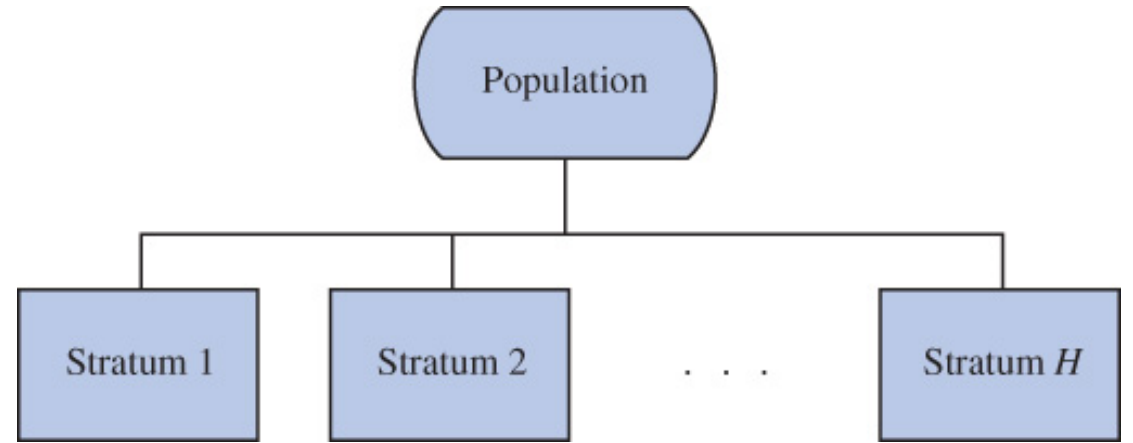 Population
Stratum 1
Stratum 2
. . .
Stratum H